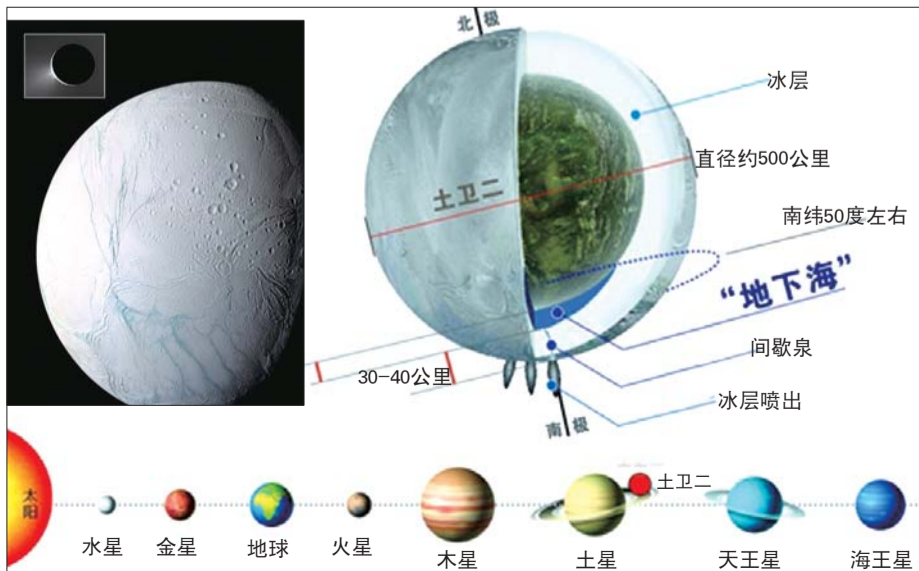 北极
冰层
直径约500公里
土卫二
南纬50度左右
“地下海”
间歇泉
30-40公里
冰层喷出
南极
太阳
土卫二
水星
金星
地球
火星
木星
土星
天王星
海王星